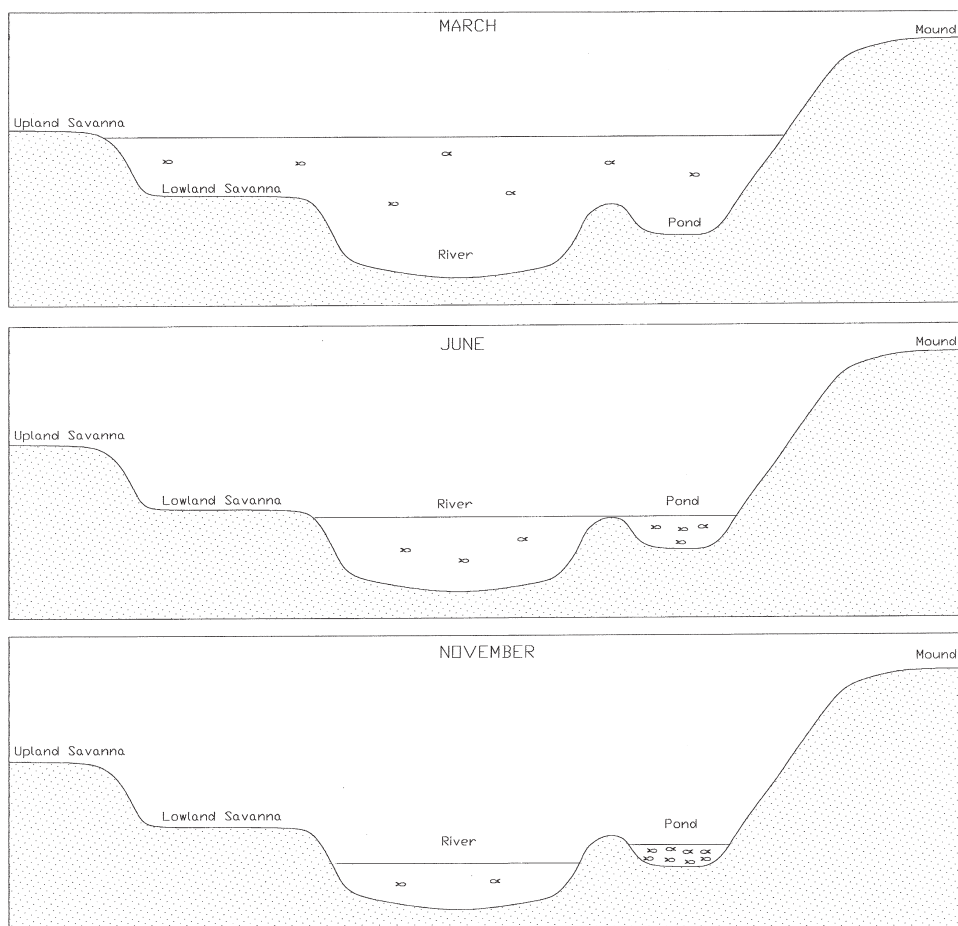 MARCH
Mound
Upland Savanna
Lowland Savanna
Pond
River
JUNE
Mound
Upland Savanna
Lowland Savanna
River
Pond
NOVEMBER
Mound
Upland Savanna
Lowland Savanna
Pond
River